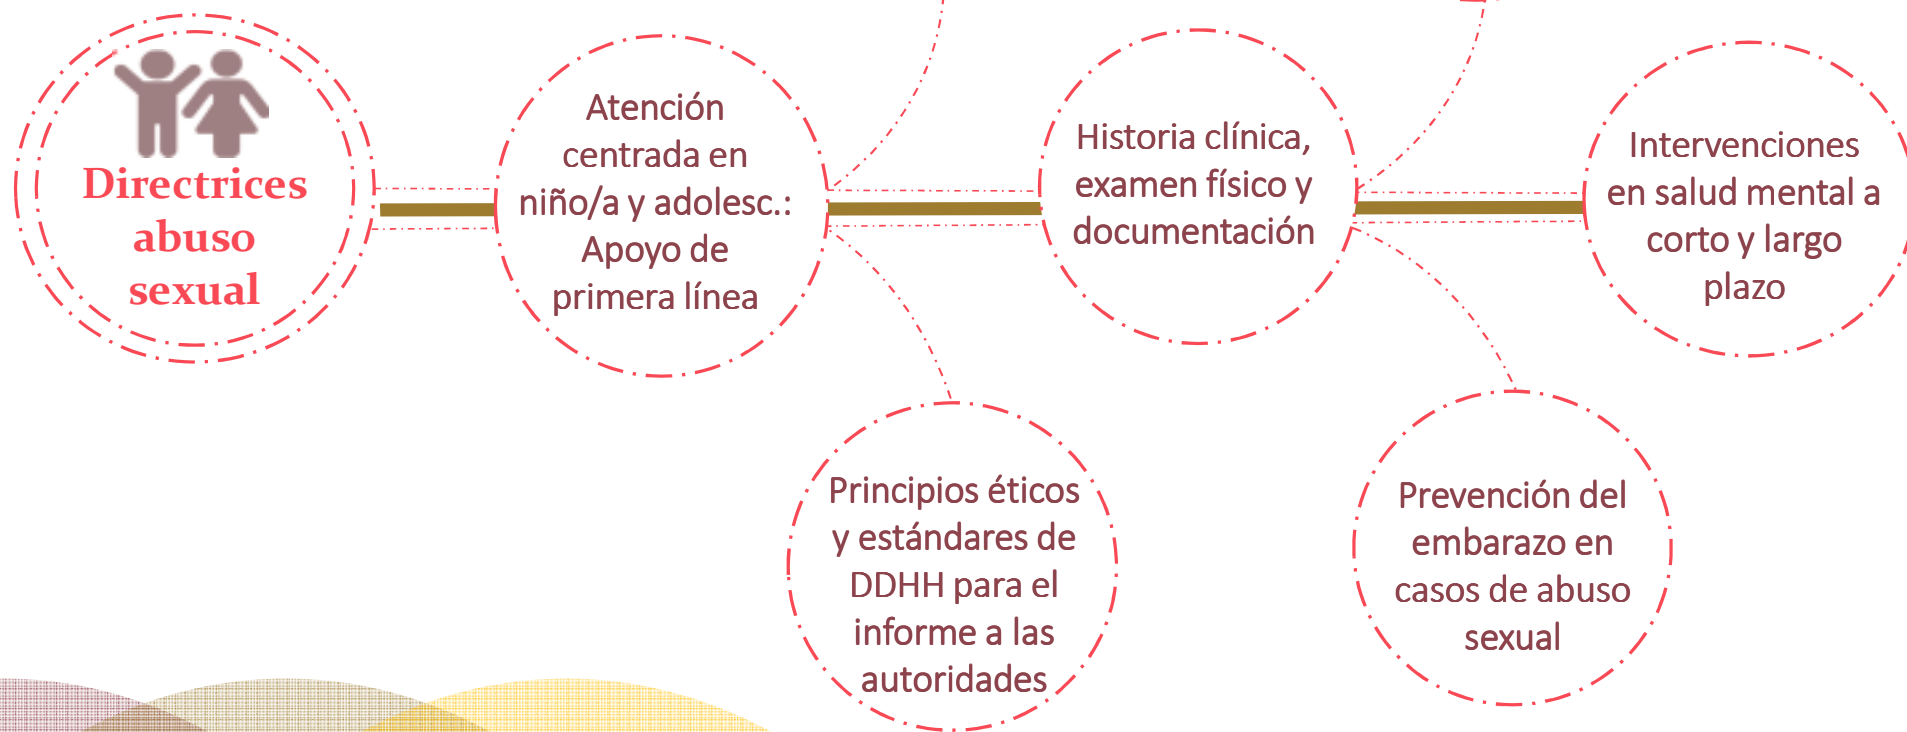 Directrices
abuso
sexual
Atención
centrada en
niño/a y adolesc.:
Apoyo de
primera línea
Historia clínica,
examen físico y
documentación
Intervenciones
en salud mental a
corto y largo
plazo
Principios éticos
y estándares de
DDHH para el
informe a las
autoridades
Prevención del
embarazo en
casos de abuso
sexual